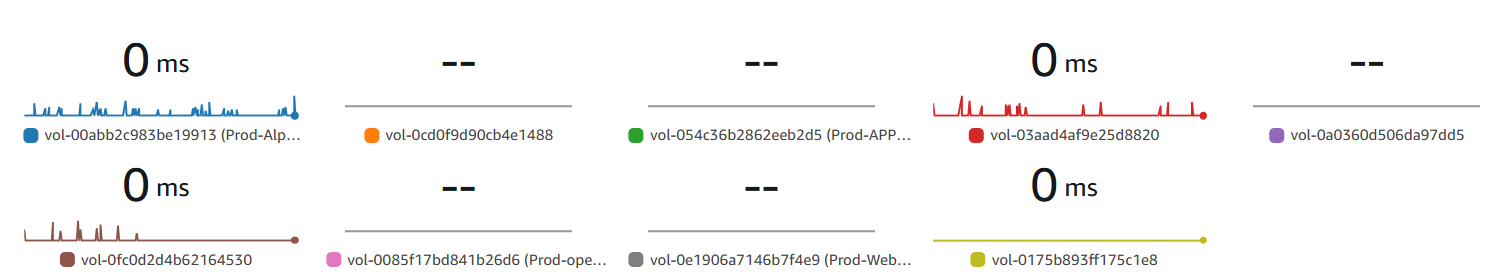 0 ms -- -- 0 ms --
vol-00abb2c983be19913 (Prod-Alp... vol-0cd0f9d90cb4e1488 vol-054c36b2862eeb2d5 (Prod-APP... vol-03aad4af9e25d8820 vol-0a0360d506da97dd5
0 ms -- -- 0 ms
vol-0fc0d2d4b62164530 vol-0085f17bd841b26d6 (Prod-ope... vol-0e1906a7146b7f4e9 (Prod-Web... vol-0175b893ff175c1e8